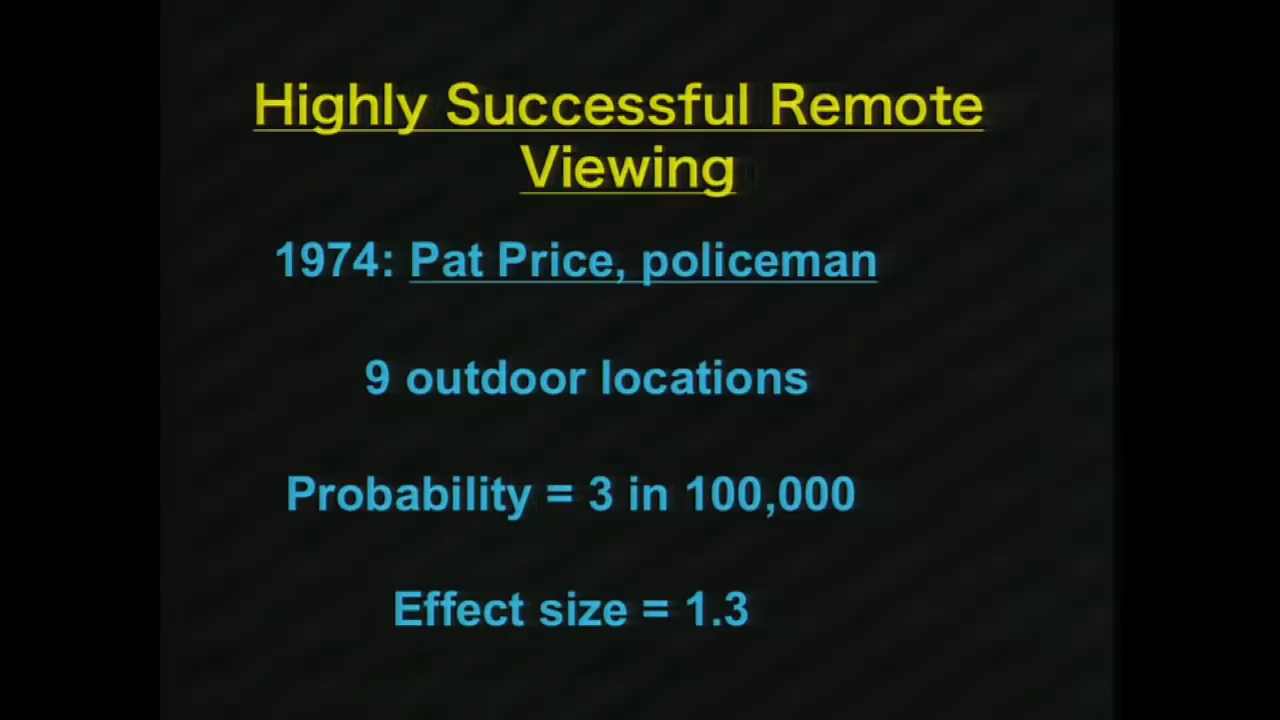 Highly Successful Remote
Viewing
1974: Pat Price, policeman
9 outdoor locations
Probability = 3 in 100,000
Effect size = 1.3